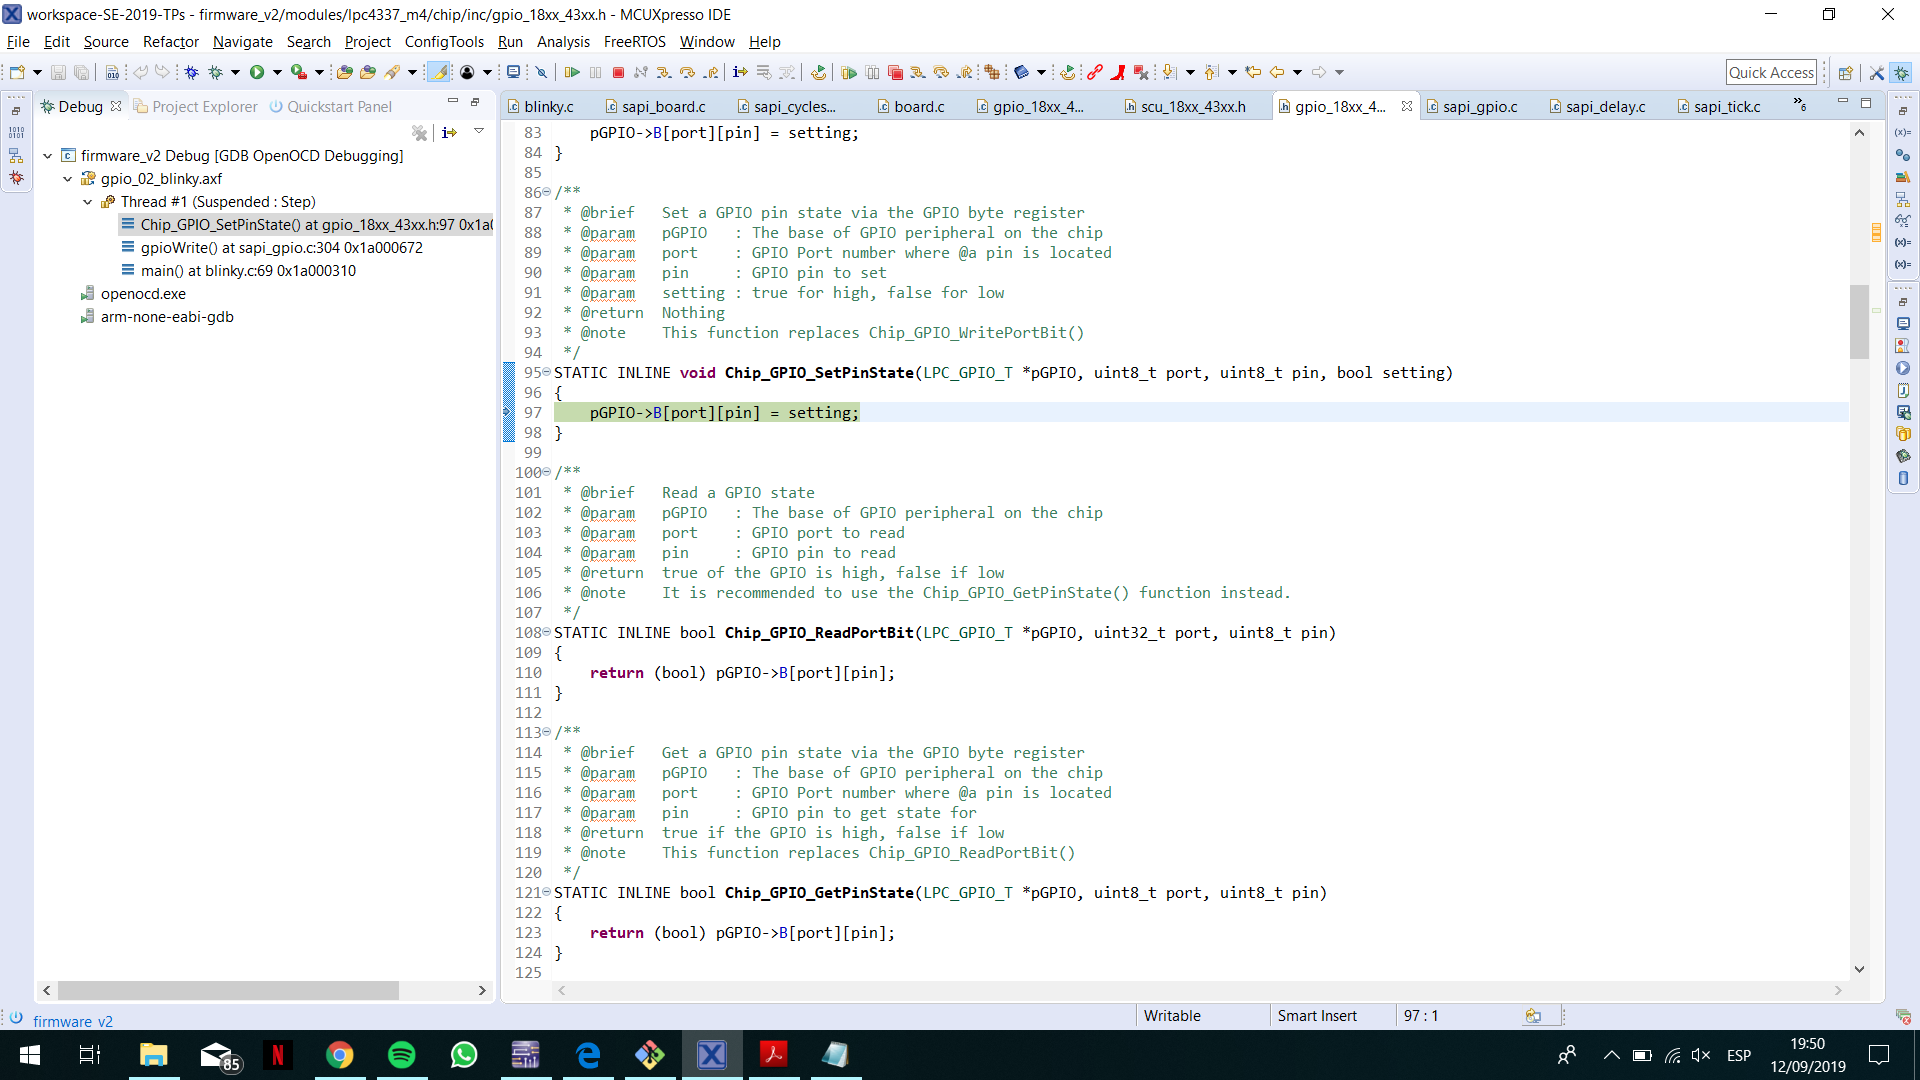 workspace-SE-2019-TPs - firmware_v2/modules/lpc4337_m4/chip/inc/gpio_18xx_43xx.h - MCUXpresso IDE
File Edit Source Refactor Navigate Search Project ConfigTools Run Analysis FreeRTOS Window Help
Quick Access
Debug Project Explorer Quickstart Panel
firmware_v2 Debug [GDB OpenOCD Debugging]
gpio_02_blinky.axf
Thread #1 (Suspended : Step)
Chip_GPIO_SetPinState() at gpio_18xx_43xx.h:97 0x1a0
gpioWrite() at sapi_gpio.c:304 0x1a000672
main() at blinky.c:69 0x1a000310
openocd.exe
arm-none-eabi-gdb
blinky.c sapi_board.c sapi_cycles... board.c gpio_18xx_4... scu_18xx_43xx.h gpio_18xx_4... sapi_gpio.c sapi_delay.c sapi_tick.c »6
83     pGPIO->B[port][pin] = setting;
84 }
85
86 /**
87  * @brief   Set a GPIO pin state via the GPIO byte register
88  * @param   pGPIO   : The base of GPIO peripheral on the chip
89  * @param   port    : GPIO Port number where @a pin is located
90  * @param   pin     : GPIO pin to set
91  * @param   setting : true for high, false for low
92  * @return  Nothing
93  * @note    This function replaces Chip_GPIO_WritePortBit()
94  */
95 STATIC INLINE void Chip_GPIO_SetPinState(LPC_GPIO_T *pGPIO, uint8_t port, uint8_t pin, bool setting)
96 {
97     pGPIO->B[port][pin] = setting;
98 }
99
100 /**
101  * @brief   Read a GPIO state
102  * @param   pGPIO   : The base of GPIO peripheral on the chip
103  * @param   port    : GPIO port to read
104  * @param   pin     : GPIO pin to read
105  * @return  true of the GPIO is high, false if low
106  * @note    It is recommended to use the Chip_GPIO_GetPinState() function instead.
107  */
108 STATIC INLINE bool Chip_GPIO_ReadPortBit(LPC_GPIO_T *pGPIO, uint32_t port, uint8_t pin)
109 {
110     return (bool) pGPIO->B[port][pin];
111 }
112
113 /**
114  * @brief   Get a GPIO pin state via the GPIO byte register
115  * @param   pGPIO   : The base of GPIO peripheral on the chip
116  * @param   port    : GPIO Port number where @a pin is located
117  * @param   pin     : GPIO pin to get state for
118  * @return  true if the GPIO is high, false if low
119  * @note    This function replaces Chip_GPIO_ReadPortBit()
120  */
121 STATIC INLINE bool Chip_GPIO_GetPinState(LPC_GPIO_T *pGPIO, uint8_t port, uint8_t pin)
122 {
123     return (bool) pGPIO->B[port][pin];
124 }
125
firmware_v2
Writable Smart Insert 97 : 1
85
ESP
19:50
12/09/2019